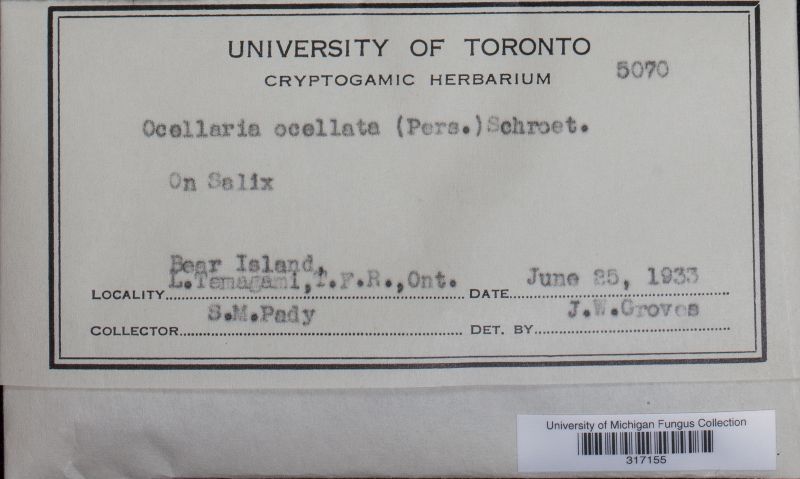 UNIVERSITY OF TORONTO
CRYPTOGAMIC HERBARIUM 5070
Ocellaria ocellata (Pers.)Schroet.
On Salix
Bear Island,
LOCALITY L.Temagami,T.F.R.,Ont. DATE June 25, 1933
COLLECTOR S.M.Pady DET. BY J.W.Groves
University of Michigan Fungus Collection
317155